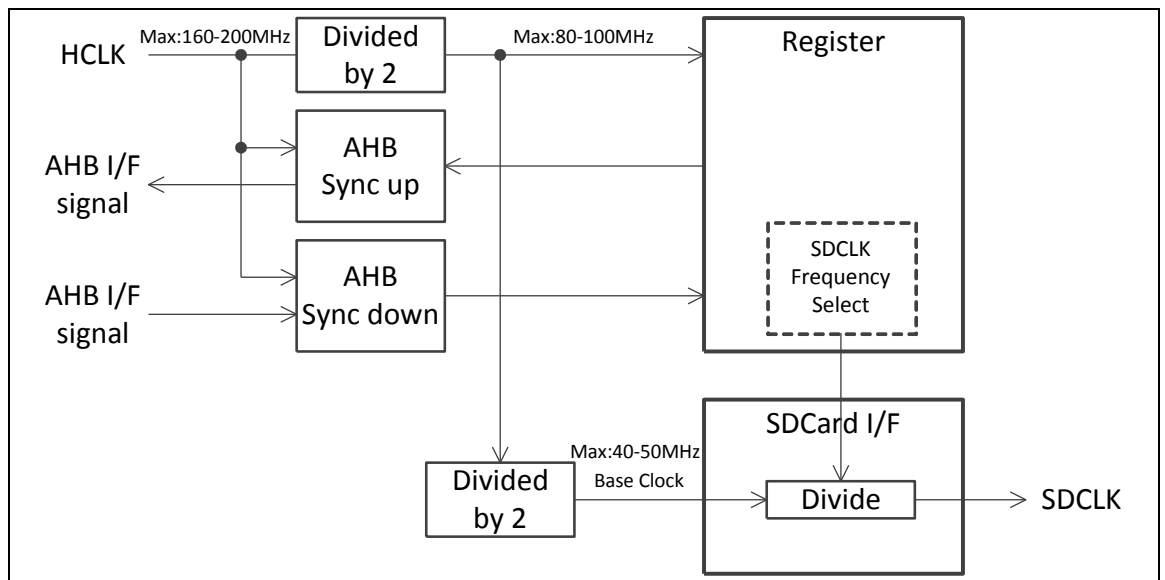 HCLK
Max:160-200MHz
Divided
by 2
Max:80-100MHz
Register
AHB I/F
signal
AHB
Sync up
AHB I/F
signal
AHB
Sync down
SDCLK
Frequency
Select
SDCard I/F
Divided
by 2
Max:40-50MHz
Base Clock
Divide
SDCLK